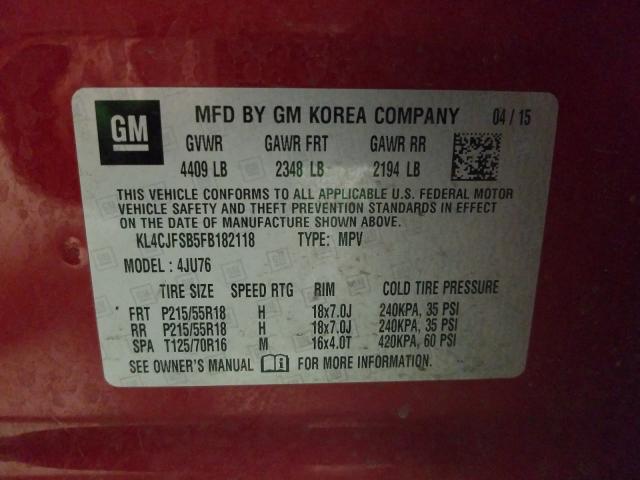 GM
MFD BY GM KOREA COMPANY 04 / 15
GVWR GAWR FRT GAWR RR
4409 LB 2348 LB 2194 LB
THIS VEHICLE CONFORMS TO ALL APPLICABLE U.S. FEDERAL MOTOR
VEHICLE SAFETY AND THEFT PREVENTION STANDARDS IN EFFECT
ON THE DATE OF MANUFACTURE SHOWN ABOVE.
KL4CJFSB5FB182118 TYPE: MPV
MODEL: 4JU76
TIRE SIZE SPEED RTG RIM COLD TIRE PRESSURE
FRT P215/55R18 H 18x7.0J 240KPA, 35 PSI
RR P215/55R18 H 18x7.0J 240KPA, 35 PSI
SPA T125/70R16 M 16x4.0T 420KPA, 60 PSI
SEE OWNER'S MANUAL FOR MORE INFORMATION.